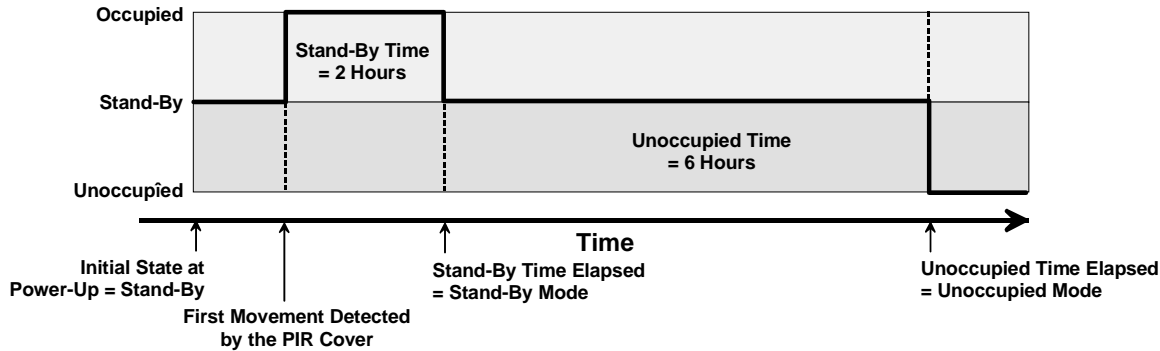 Occupied
Stand-By Time
= 2 Hours
Stand-By
Unoccupied Time
= 6 Hours
Unoccupîed
Time
Initial State at
Power-Up = Stand-By
First Movement Detected
by the PIR Cover
Stand-By Time Elapsed
= Stand-By Mode
Unoccupied Time Elapsed
= Unoccupied Mode